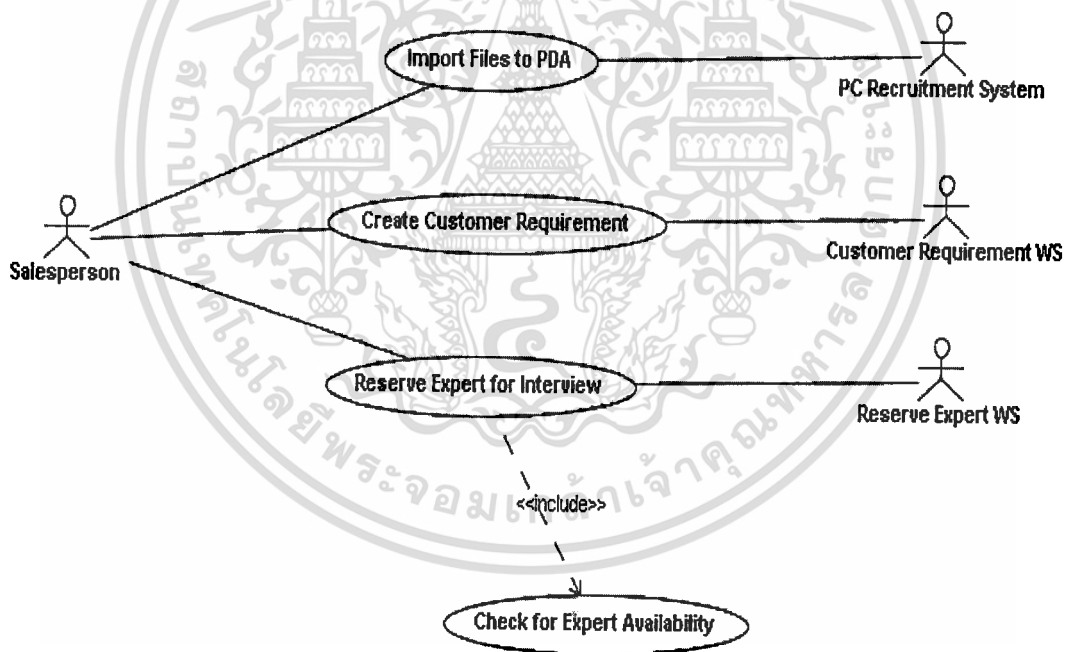 Import Files to PDA
PC Recruitment System
Create Customer Requirement
Customer Requirement WS
Salesperson
Reserve Expert for Interview
Reserve Expert WS
<<include>>
Check for Expert Availability